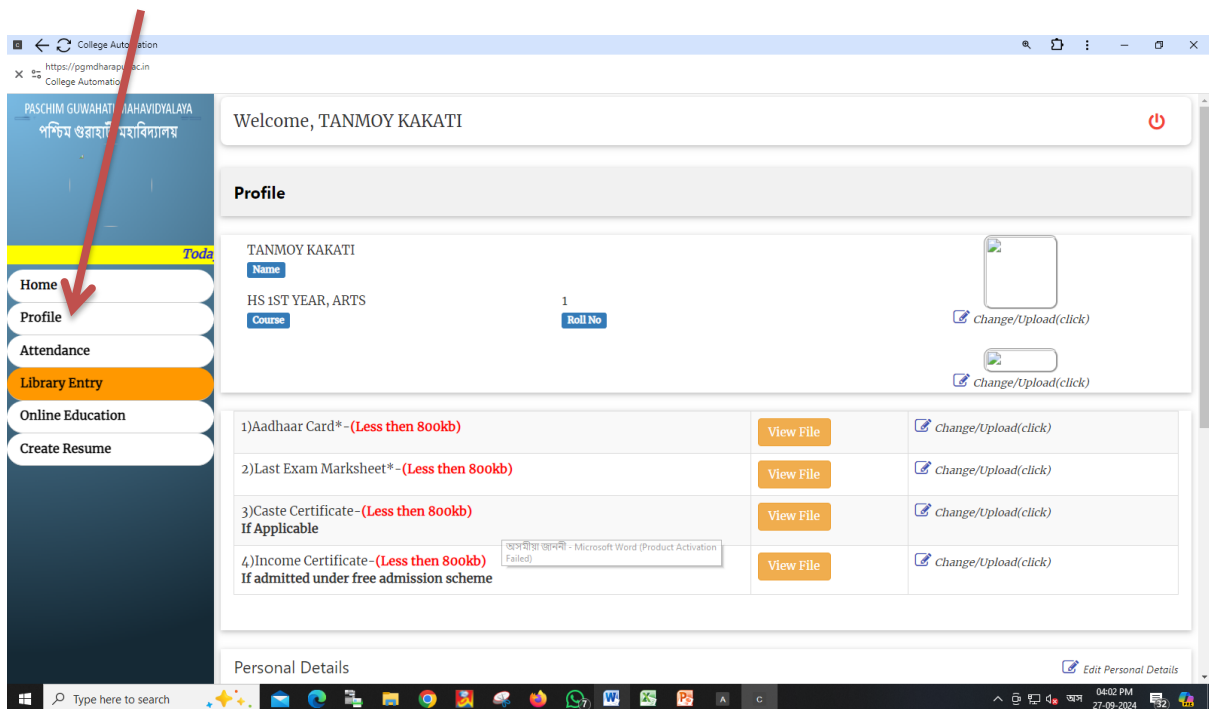 College Automation
https://pgmdharapur.ac.in
College Automation
PASCHIM GUWAHATI MAHAVIDYALAYA
পশ্চিম গুৱাহাটী মহাবিদ্যালয়
Welcome, TANMOY KAKATI
Profile
Toda
Home
Profile
Attendance
Library Entry
Online Education
Create Resume
TANMOY KAKATI
Name
HS 1ST YEAR, ARTS
Course
1
Roll No
Change/Upload(click)
Change/Upload(click)
1)Aadhaar Card*-(Less then 800kb)
View File
Change/Upload(click)
2)Last Exam Marksheet*-(Less then 800kb)
View File
Change/Upload(click)
3)Caste Certificate-(Less then 800kb)
If Applicable
View File
Change/Upload(click)
4)Income Certificate-(Less then 800kb)
If admitted under free admission scheme
View File
Change/Upload(click)
অসমীয়া জাননী - Microsoft Word (Product Activation
Failed)
Personal Details
Edit Personal Details
Type here to search
7
অস
04:02 PM
27-09-2024
32